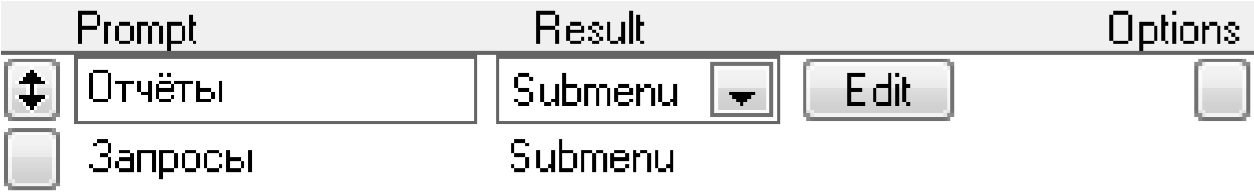 Prompt Result Options
Отчёты Submenu Edit
Запросы Submenu